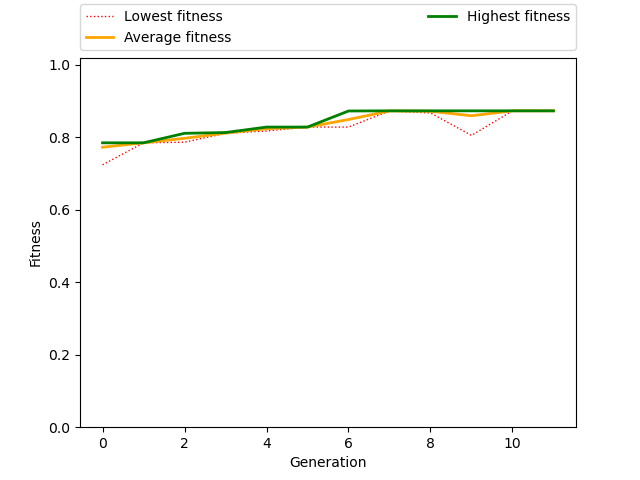 Lowest fitness
Average fitness
Highest fitness
1.0
0.8
0.6
0.4
0.2
0.0
Fitness
0 2 4 6 8 10
Generation